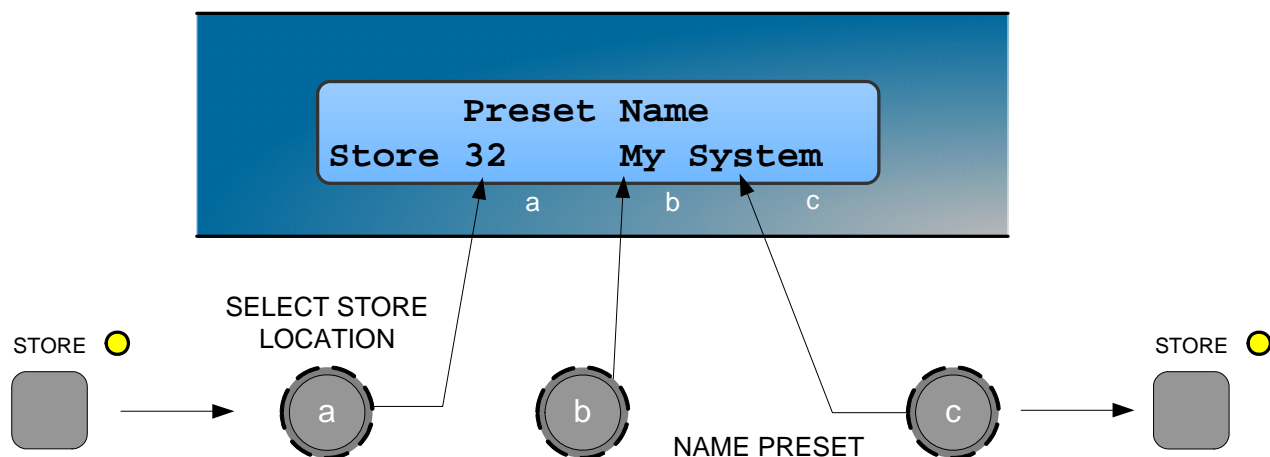 Preset Name
Store 32 My System
a b c
SELECT STORE
LOCATION
STORE
STORE
a
b
c
NAME PRESET